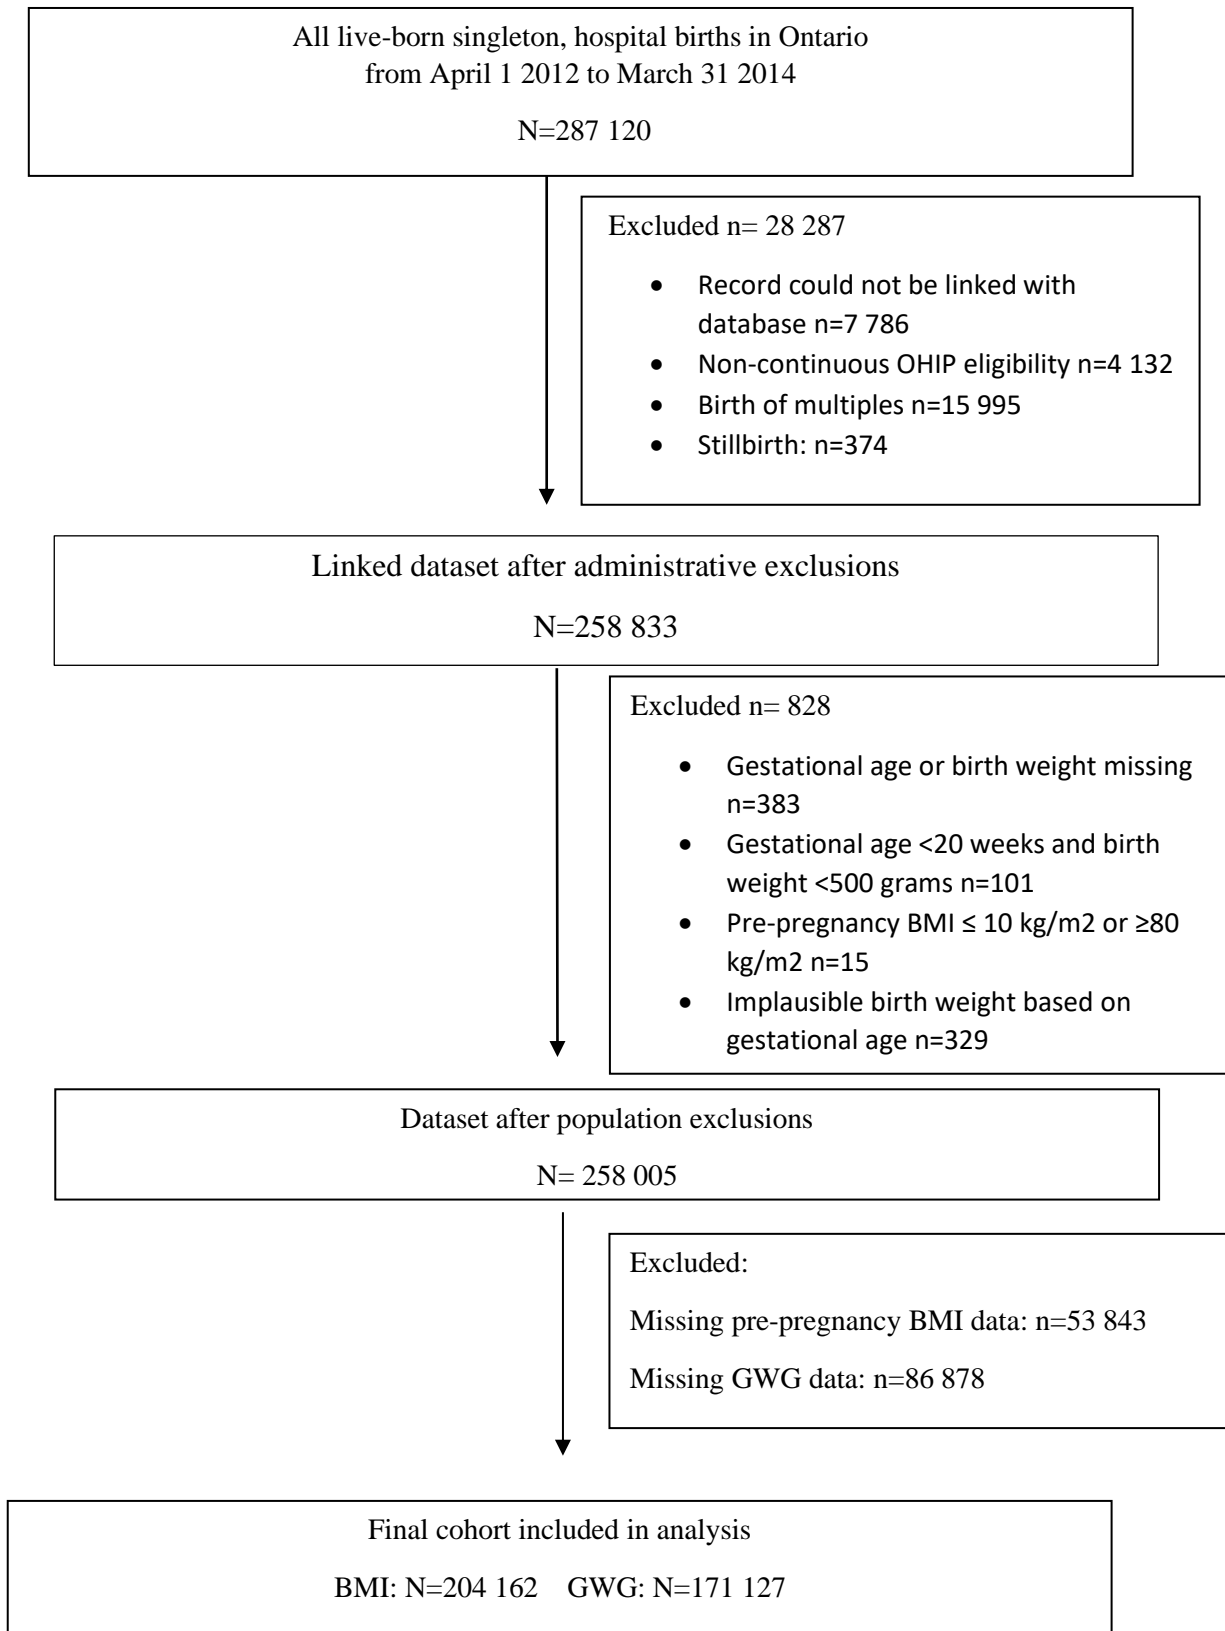 All live-born singleton, hospital births in Ontario
from April 1 2012 to March 31 2014
N=287 120
Excluded n= 28 287
• Record could not be linked with
database n=7 786
• Non-continuous OHIP eligibility n=4 132
• Birth of multiples n=15 995
• Stillbirth: n=374
Linked dataset after administrative exclusions
N=258 833
Excluded n= 828
• Gestational age or birth weight missing
n=383
• Gestational age <20 weeks and birth
weight <500 grams n=101
• Pre-pregnancy BMI ≤ 10 kg/m2 or ≥80
kg/m2 n=15
• Implausible birth weight based on
gestational age n=329
Dataset after population exclusions
N= 258 005
Excluded:
Missing pre-pregnancy BMI data: n=53 843
Missing GWG data: n=86 878
Final cohort included in analysis
BMI: N=204 162 GWG: N=171 127